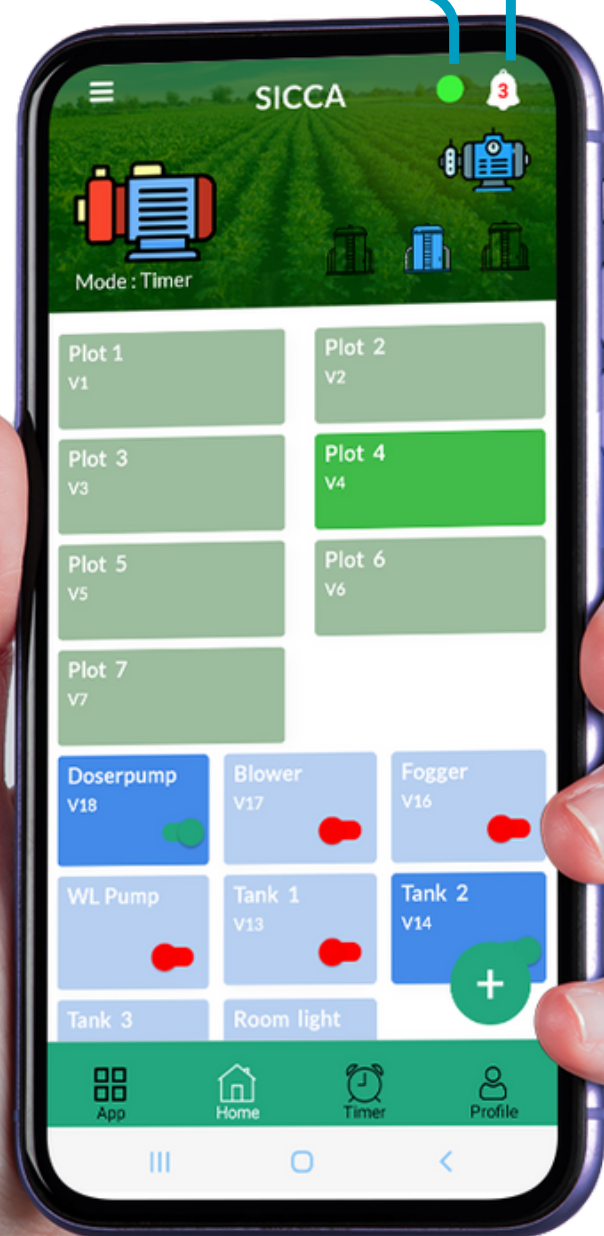 SICCA
3
Mode : Timer
Plot 1
V1
Plot 2
V2
Plot 3
V3
Plot 4
V4
Plot 5
V5
Plot 6
V6
Plot 7
V7
Doserpump
V18
Blower
V17
Fogger
V16
WL Pump
Tank 1
V13
Tank 2
V14
+
Tank 3
Room light
App
Home
Timer
Profile